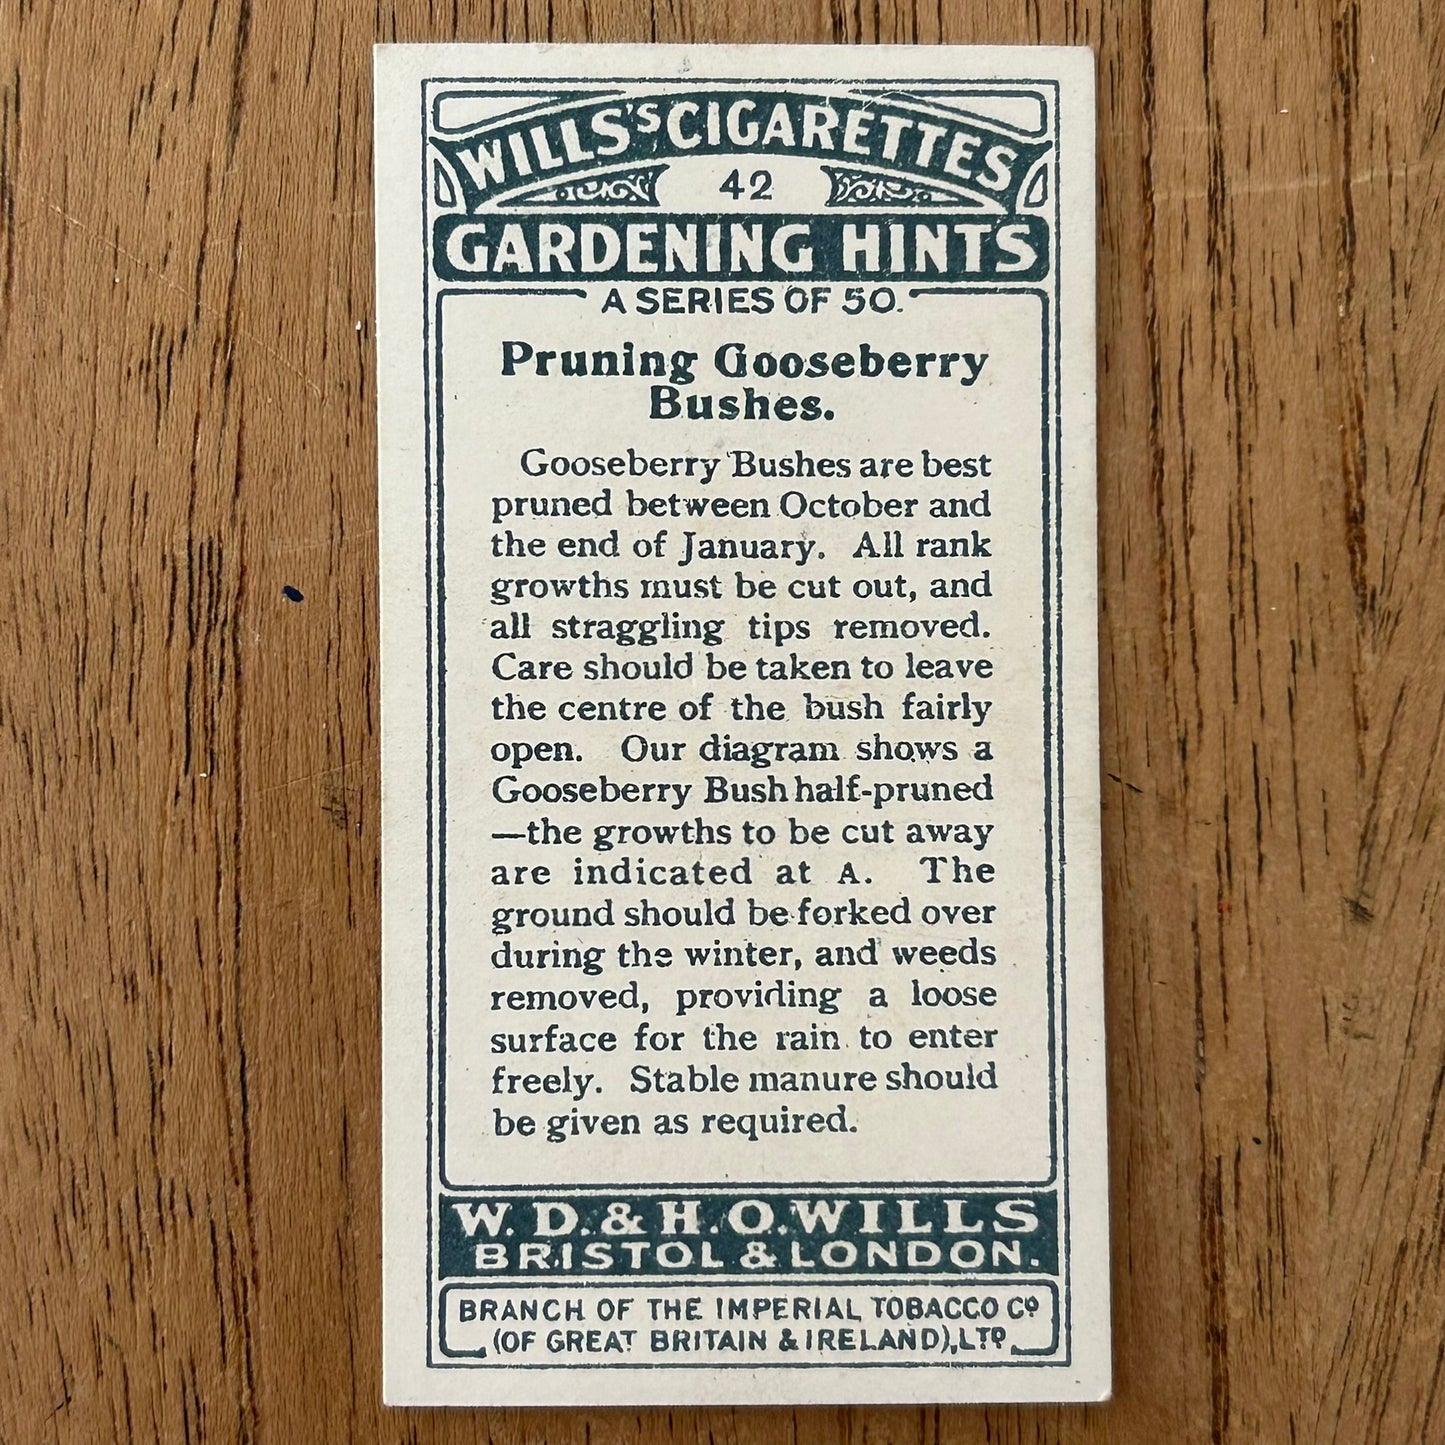 WILLS'S CIGARETTES
42
GARDENING HINTS
A SERIES OF 50.
Pruning Gooseberry
Bushes.
Gooseberry Bushes are best
pruned between October and
the end of January. All rank
growths must be cut out, and
all straggling tips removed.
Care should be taken to leave
the centre of the bush fairly
open. Our diagram shows a
Gooseberry Bush half-pruned
—the growths to be cut away
are indicated at A. The
ground should be forked over
during the winter, and weeds
removed, providing a loose
surface for the rain to enter
freely. Stable manure should
be given as required.
W. D. & H. O. WILLS
BRISTOL & LONDON.
BRANCH OF THE IMPERIAL TOBACCO Co
(OF GREAT BRITAIN & IRELAND), LTD.